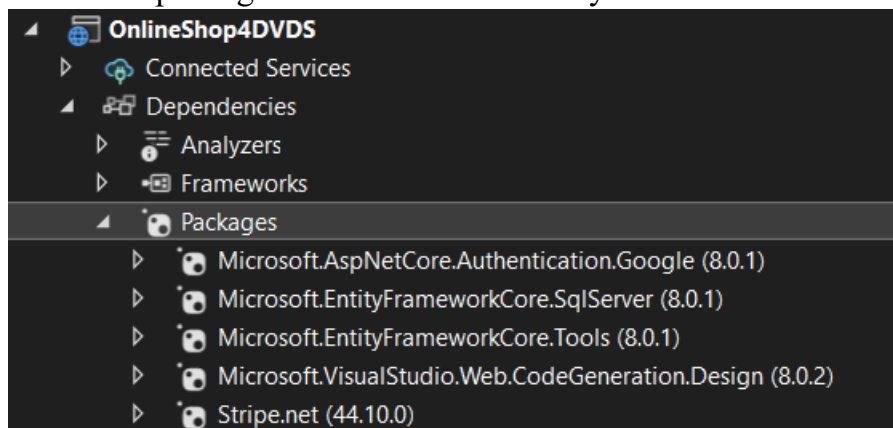 OnlineShop4DVDS
Connected Services
Dependencies
Analyzers
Frameworks
Packages
Microsoft.AspNetCore.Authentication.Google (8.0.1)
Microsoft.EntityFrameworkCore.SqlServer (8.0.1)
Microsoft.EntityFrameworkCore.Tools (8.0.1)
Microsoft.VisualStudio.Web.CodeGeneration.Design (8.0.2)
Stripe.net (44.10.0)